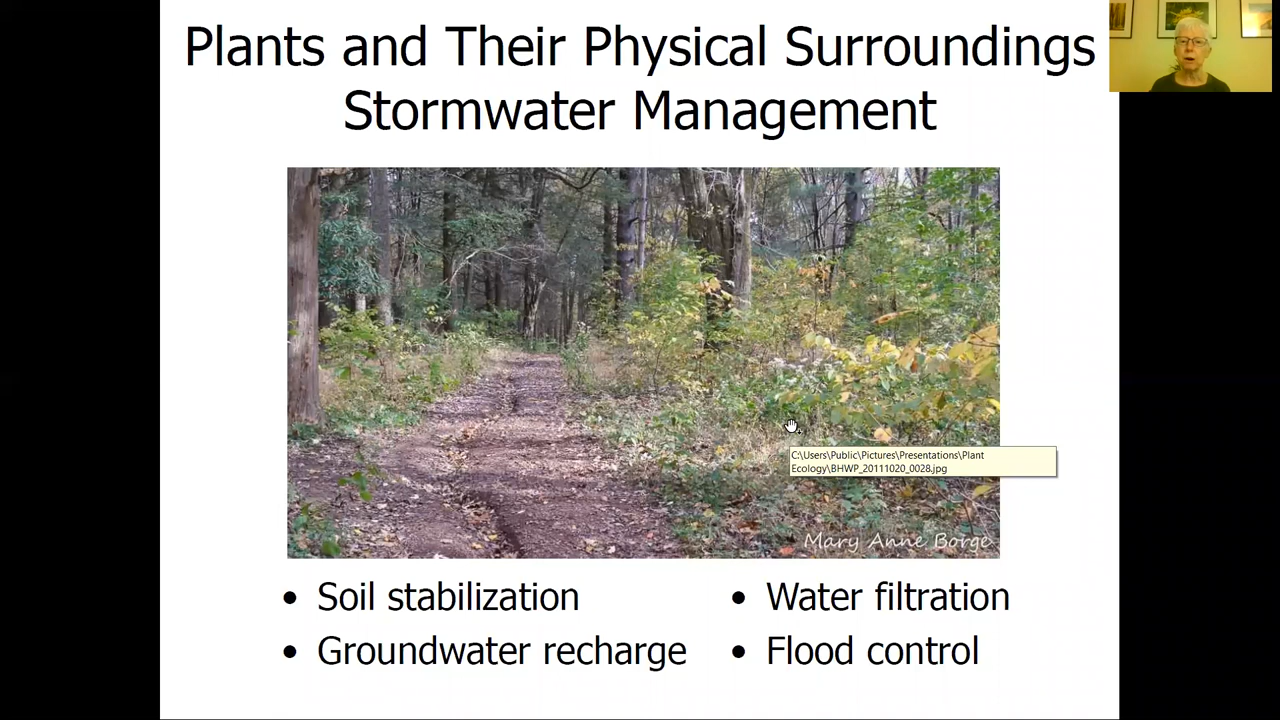 Plants and Their Physical Surroundings
Stormwater Management
C:\Users\Public\Pictures\Presentations\Plant
Ecology\BHWP_20111020_0028.jpg
Mary Anne Borge
• Soil stabilization
• Groundwater recharge
• Water filtration
• Flood control